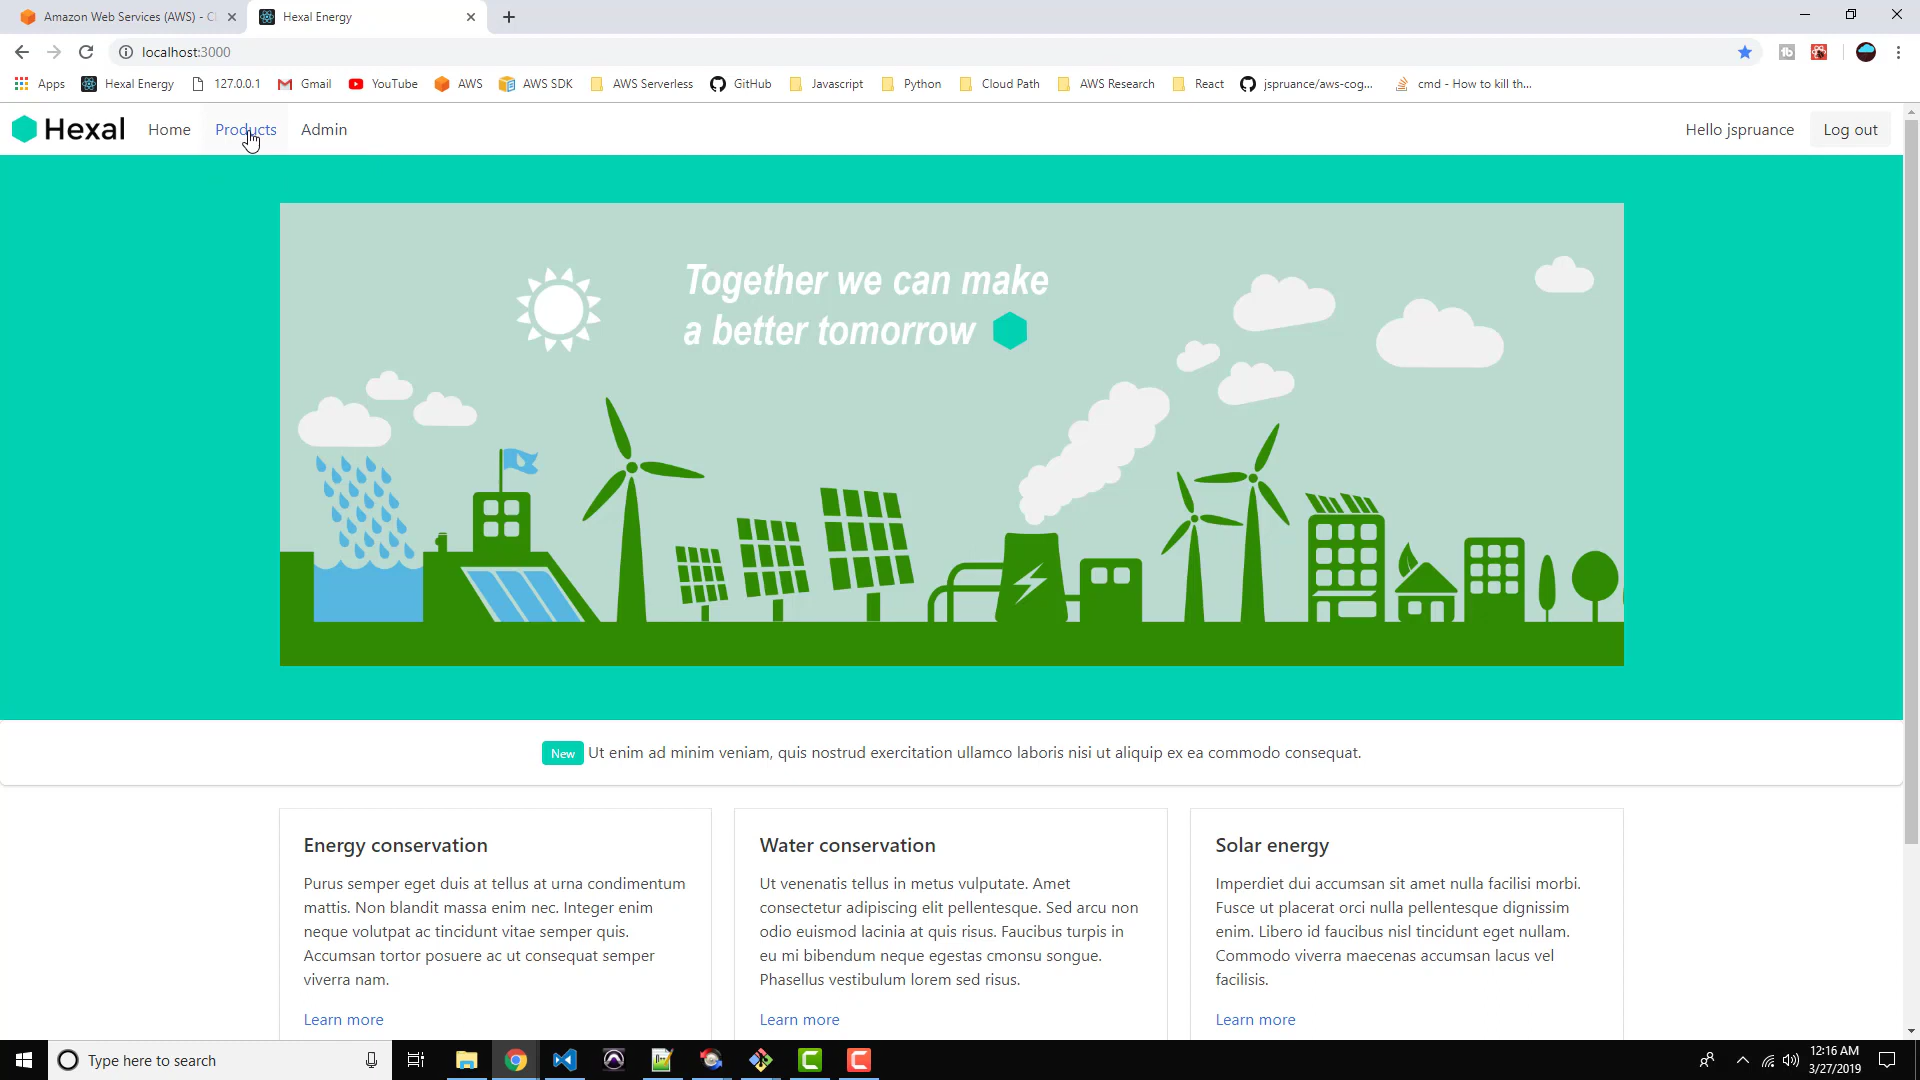 Amazon Web Services (AWS) - Cl
Hexal Energy
localhost:3000
Apps
Hexal Energy
127.0.0.1
Gmail
YouTube
AWS
AWS SDK
AWS Serverless
GitHub
Javascript
Python
Cloud Path
AWS Research
React
jspruance/aws-cog...
cmd - How to kill th...
Hexal
Home
Products
Admin
Hello jspruance
Log out
Together we can make
a better tomorrow
New Ut enim ad minim veniam, quis nostrud exercitation ullamco laboris nisi ut aliquip ex ea commodo consequat.
Energy conservation
Purus semper eget duis at tellus at urna condimentum
mattis. Non blandit massa enim nec. Integer enim
neque volutpat ac tincidunt vitae semper quis.
Accumsan tortor posuere ac ut consequat semper
viverra nam.
Learn more
Water conservation
Ut venenatis tellus in metus vulputate. Amet
consectetur adipiscing elit pellentesque. Sed arcu non
odio euismod lacinia at quis risus. Faucibus turpis in
eu mi bibendum neque egestas cmonsu songue.
Phasellus vestibulum lorem sed risus.
Learn more
Solar energy
Imperdiet dui accumsan sit amet nulla facilisi morbi.
Fusce ut placerat orci nulla pellentesque dignissim
enim. Libero id faucibus nisl tincidunt eget nullam.
Commodo viverra maecenas accumsan lacus vel
facilisis.
Learn more
Type here to search
12:16 AM
3/27/2019